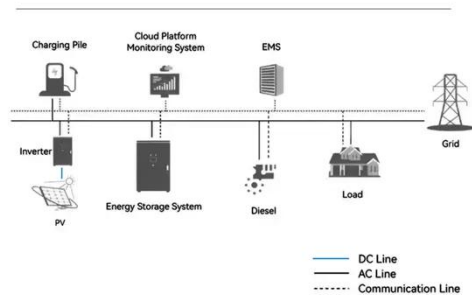 Charging Pile
Cloud Platform
Monitoring System
EMS
Grid
Inverter
PV
Energy Storage System
Diesel
Load
DC Line
AC Line
Communication Line